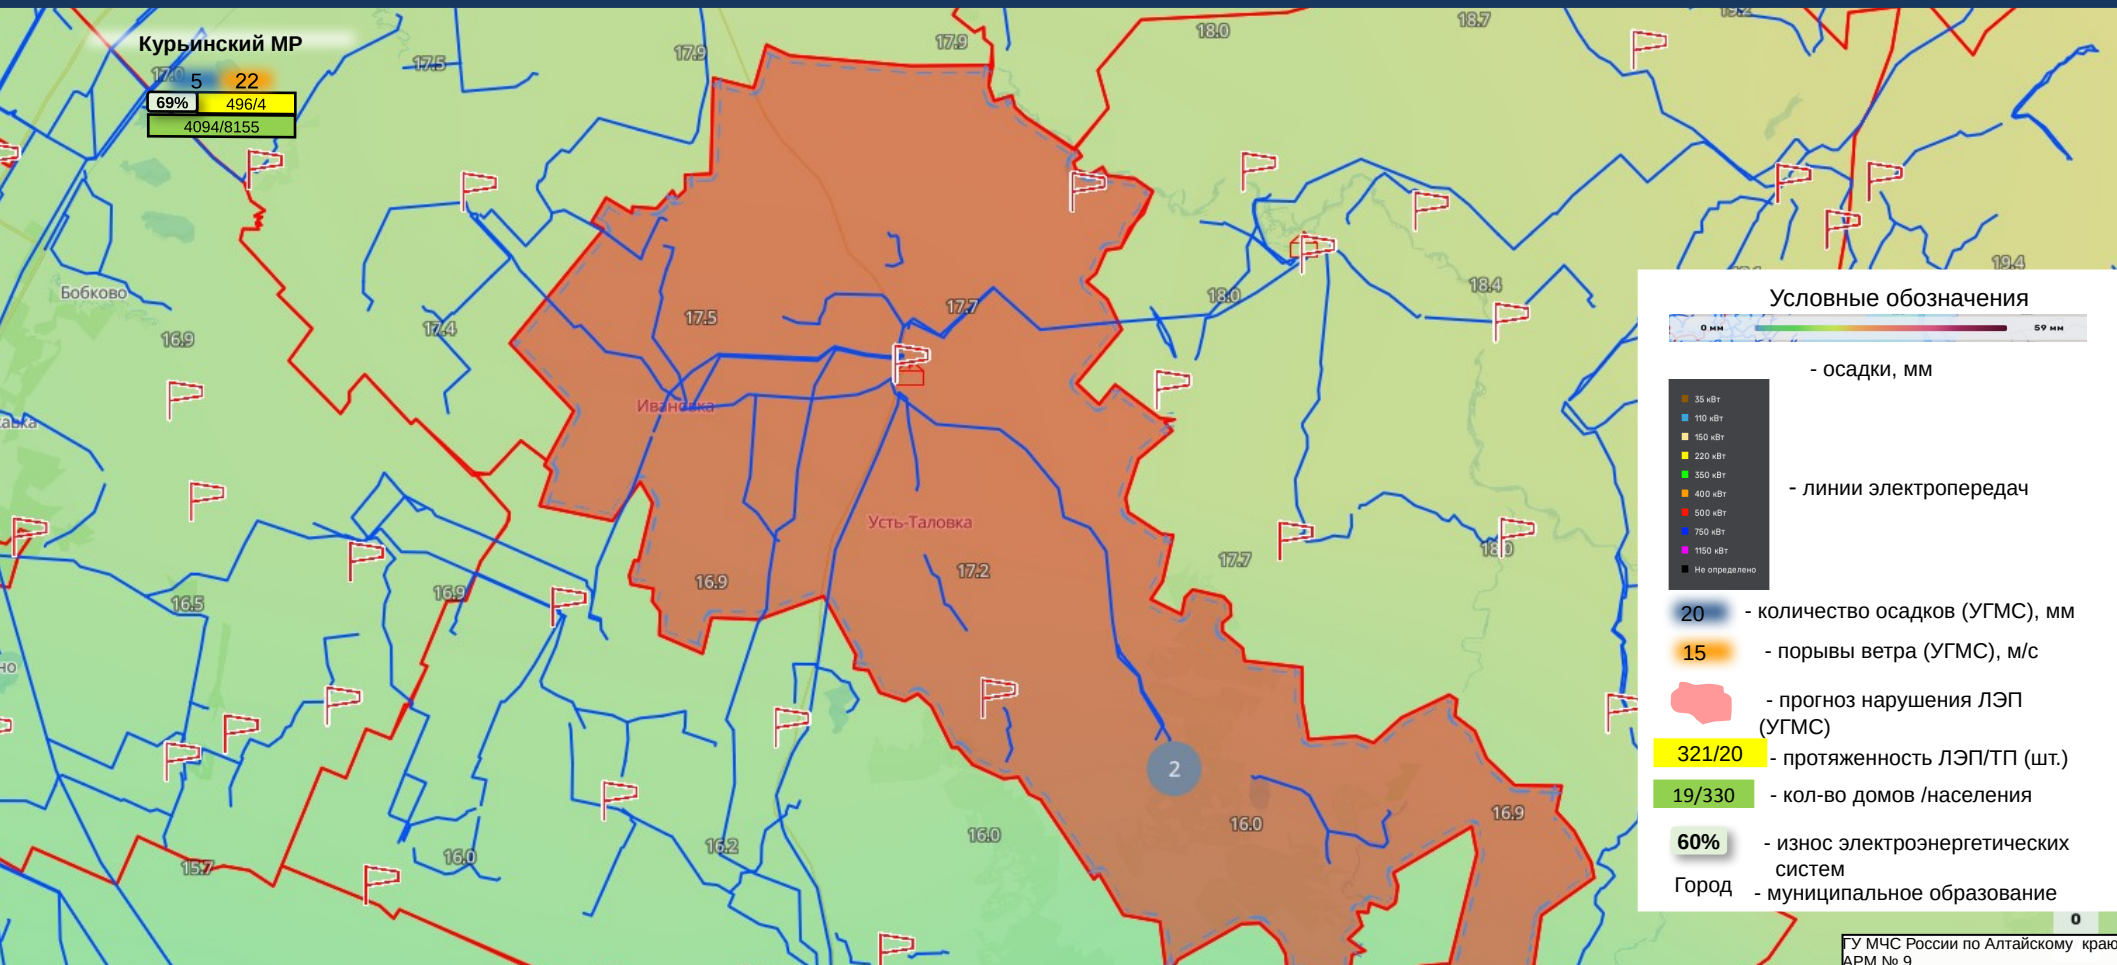 Курьинский МР
5 22
69% 496/4
4094/8155
17.0
17.5
17.9
17.9
18.0
18.7
19.2
Бобково
16.9
17.4
17.5
17.7
18.0
18.4
19.4
Ивановка
Усть-Таловка
16.5
16.9
16.9
17.2
17.7
18.0
но
2
15.7
16.0
16.2
16.0
16.0
16.9
Условные обозначения
0 мм 59 мм
- осадки, мм
35 кВт
110 кВт
150 кВт
220 кВт
350 кВт
400 кВт
500 кВт
750 кВт
1150 кВт
Не определено
- линии электропередач
20 - количество осадков (УГМС), мм
15 - порывы ветра (УГМС), м/с
- прогноз нарушения ЛЭП
(УГМС)
321/20 - протяженность ЛЭП/ТП (шт.)
19/330 - кол-во домов /населения
60% - износ электроэнергетических
систем
Город - муниципальное образование
0
ГУ МЧС России по Алтайскому краю
АРМ № 9